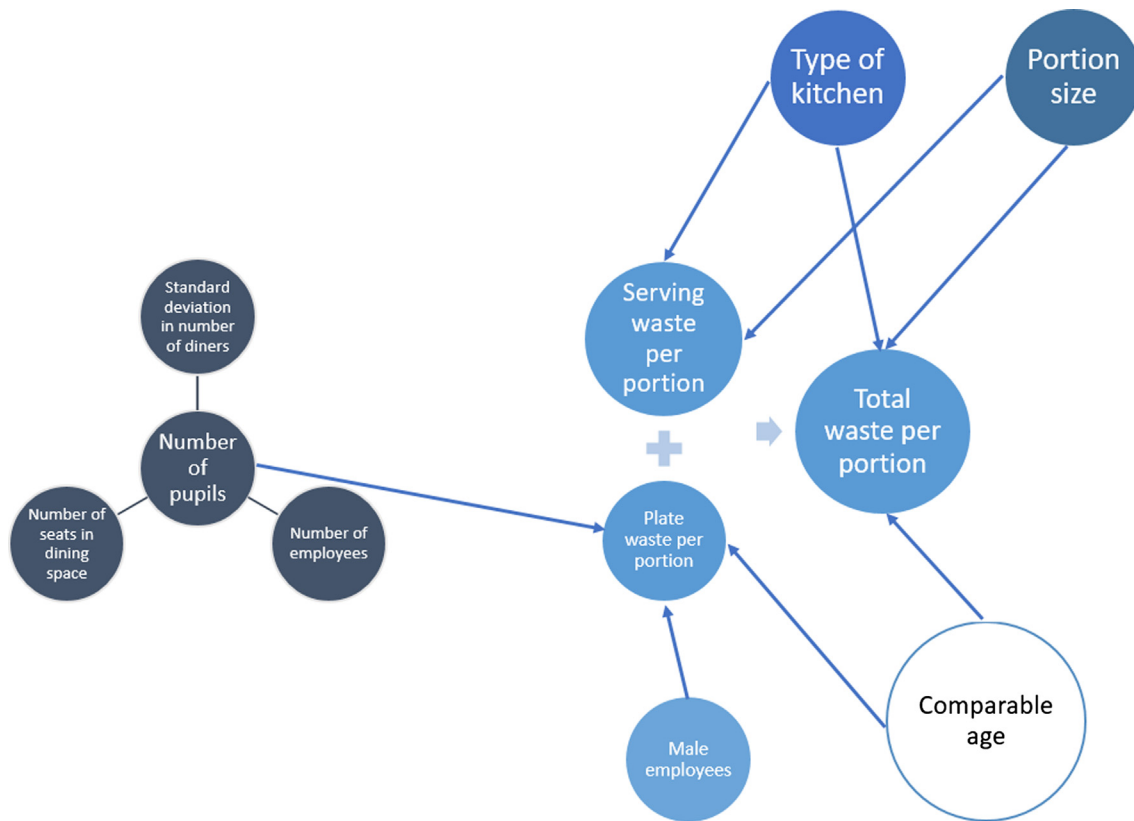 Type of
kitchen
Portion
size
Standard
deviation
in number
of diners
Serving
waste
per
portion
Total
waste per
portion
Number
of
pupils
Number of
seats in
dining
space
Number of
employees
Plate
waste per
portion
Male
employees
Comparable
age